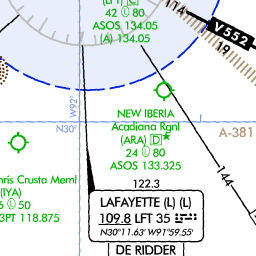 42 80
ASOS 134.05
(A) 134.05
114
V552
19
W92°
N30°
NEW IBERIA
Acadiana Rgnl
(ARA) D
24 80
ASOS 133.325
A-381
Chris Crusta Meml
(IYA)
50
118.875
144
122.3
LAFAYETTE (L) (L)
109.8 LFT 35
N30°11.63' W91°59.55'
DE RIDDER